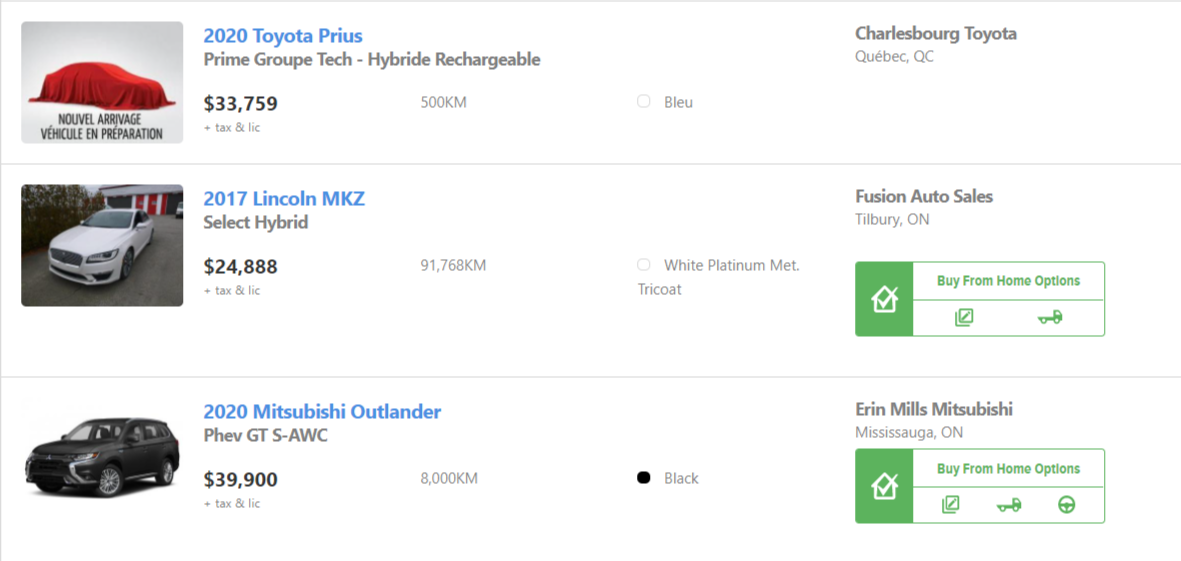 2020 Toyota Prius
Prime Groupe Tech - Hybride Rechargeable
$33,759
+ tax & lic
500KM
Bleu
Charlesbourg Toyota
Québec, QC
NOUVEL ARRIVAGE
VÉHICULE EN PRÉPARATION
2017 Lincoln MKZ
Select Hybrid
$24,888
+ tax & lic
91,768KM
White Platinum Met.
Tricoat
Fusion Auto Sales
Tilbury, ON
Buy From Home Options
2020 Mitsubishi Outlander
Phev GT S-AWC
$39,900
+ tax & lic
8,000KM
Black
Erin Mills Mitsubishi
Mississauga, ON
Buy From Home Options